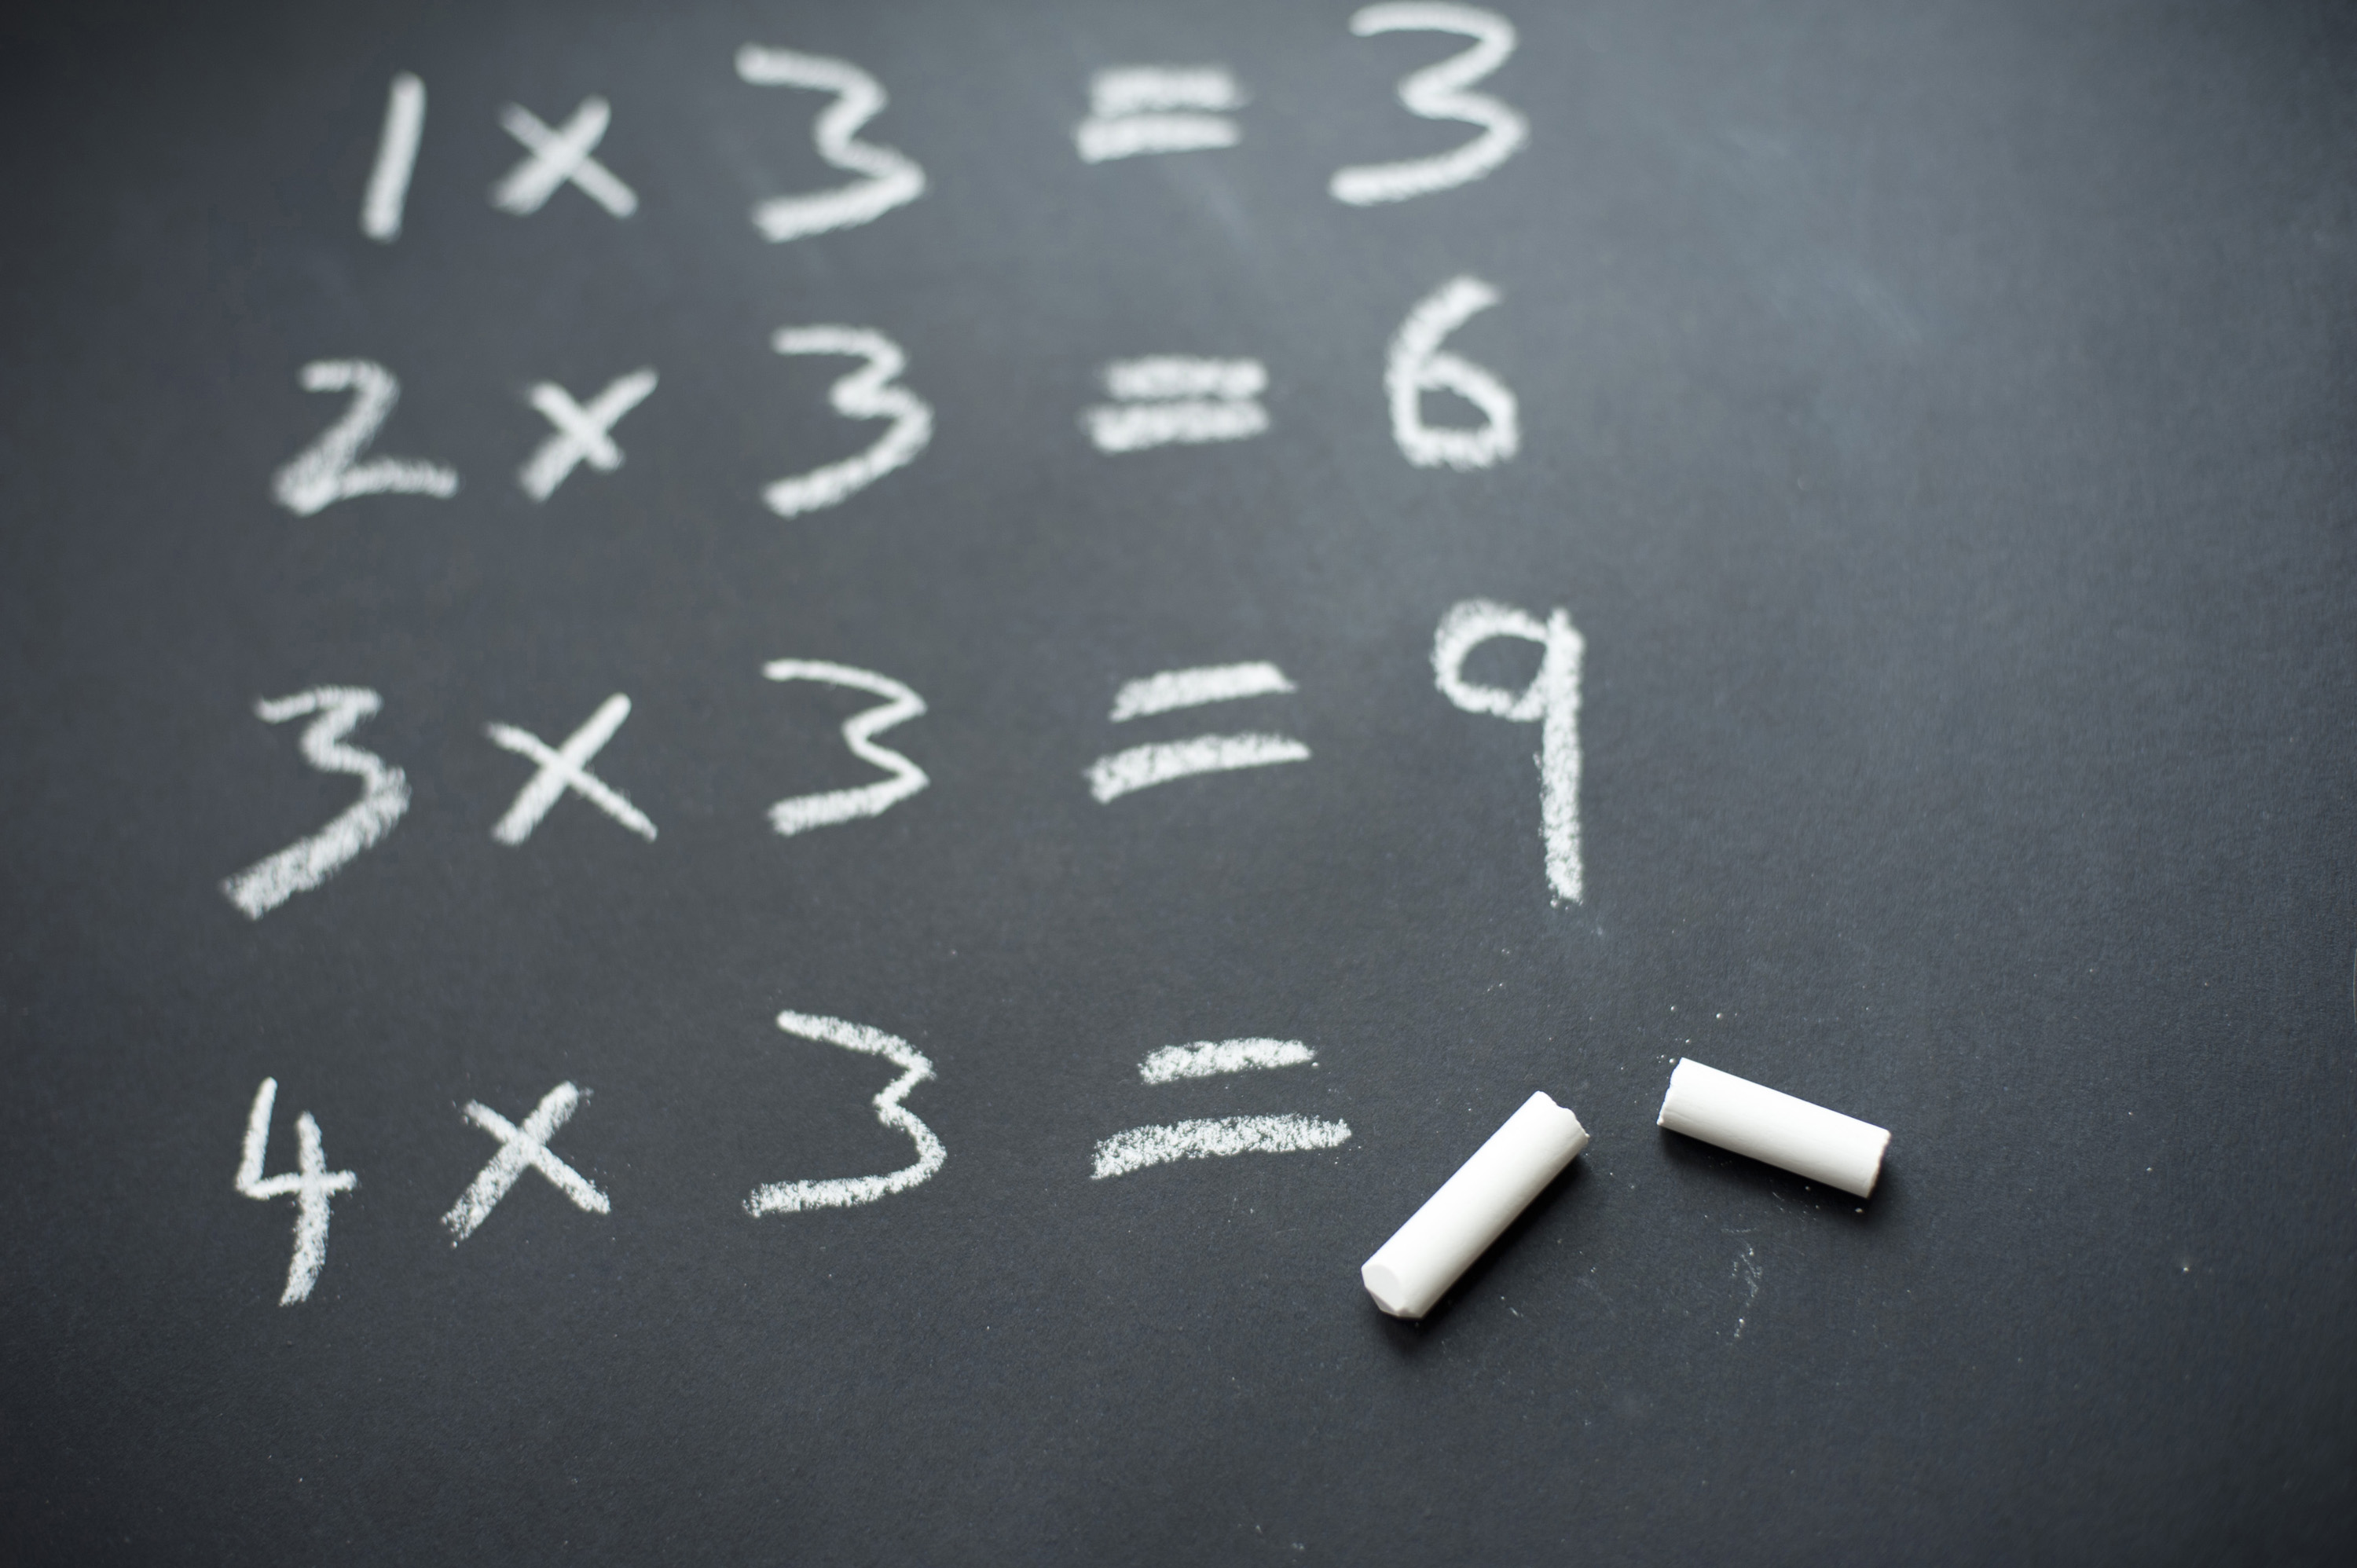 1 x 3 = 3
2 x 3 = 6
3 x 3 = 9
4 x 3 =